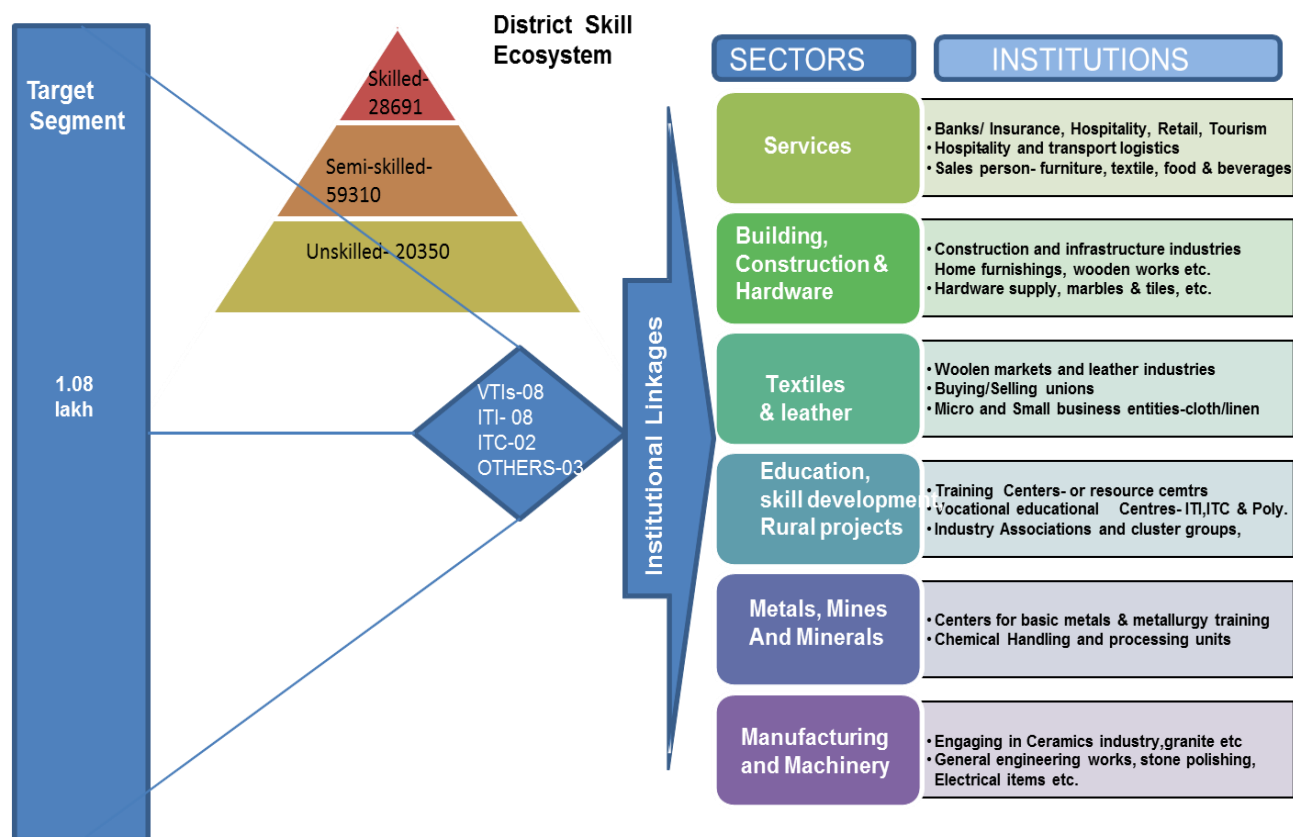 District Skill
Ecosystem
Target
Segment
1.08
lakh
Skilled-
28691
Semi-skilled-
59310
Unskilled- 20350
VTIs-08
ITI- 08
ITC-02
OTHERS-03
Institutional Linkages
SECTORS
INSTITUTIONS
Services
• Banks/ Insurance, Hospitality, Retail, Tourism
• Hospitality and transport logistics
• Sales person- furniture, textile, food & beverages
Building,
Construction &
Hardware
• Construction and infrastructure industries
Home furnishings, wooden works etc.
• Hardware supply, marbles & tiles, etc.
Textiles
& leather
• Woolen markets and leather industries
• Buying/Selling unions
• Micro and Small business entities-cloth/linen
Education,
skill development,
Rural projects
• Training Centers- or resource cemtrs
• Vocational educational Centres- ITI,ITC & Poly.
• Industry Associations and cluster groups,
Metals, Mines
And Minerals
• Centers for basic metals & metallurgy training
• Chemical Handling and processing units
Manufacturing
and Machinery
• Engaging in Ceramics industry,granite etc
• General engineering works, stone polishing,
Electrical items etc.